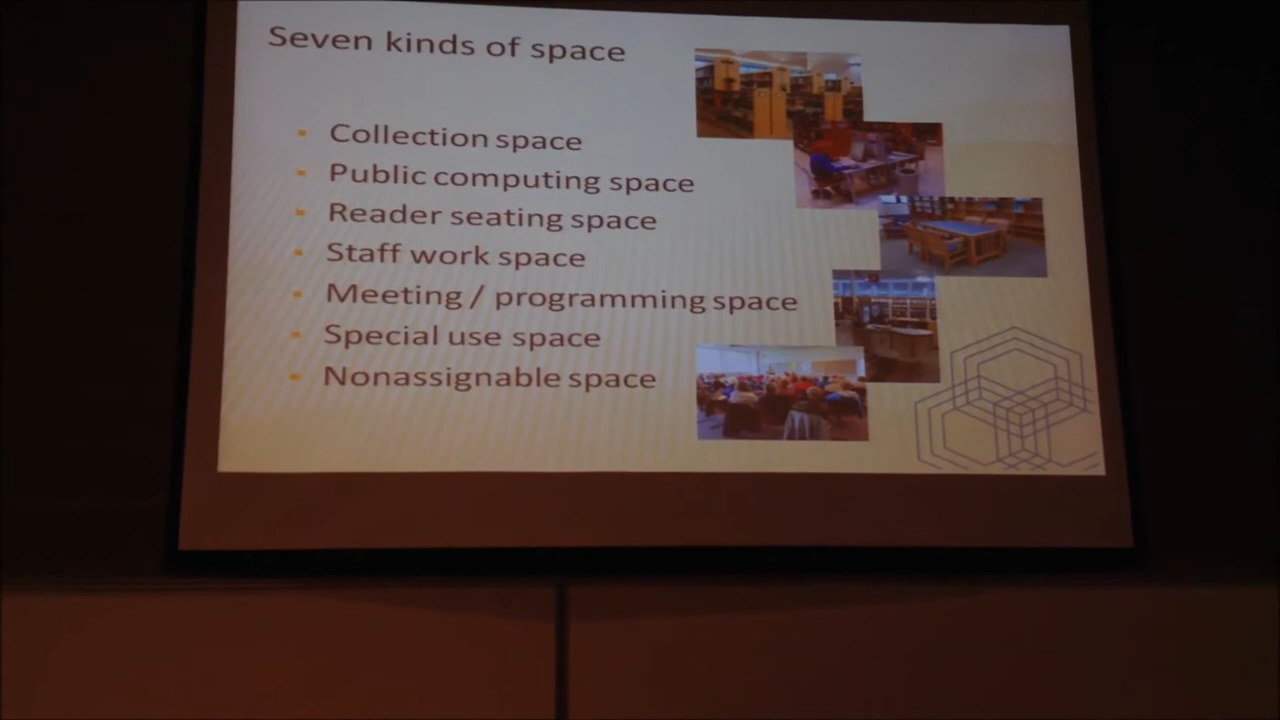 Seven kinds of space
Collection space
Public computing space
Reader seating space
Staff work space
Meeting / programming space
Special use space
Nonassignable space